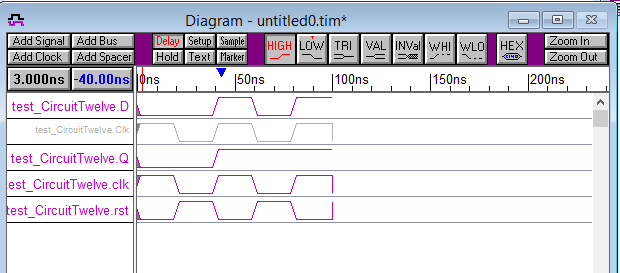 Diagram - untitled0.tim*
Add Signal Add Bus Delay Setup Sample HIGH LOW TRI VAL INVal WHI WLO HEX Zoom In
Add Clock Add Spacer Hold Text Marker Zoom Out
3.000ns -40.00ns 0ns 50ns 100ns 150ns 200ns
test_CircuitTwelve.D
test_CircuitTwelve.Clk
test_CircuitTwelve.Q
test_CircuitTwelve.clk
test_CircuitTwelve.rst